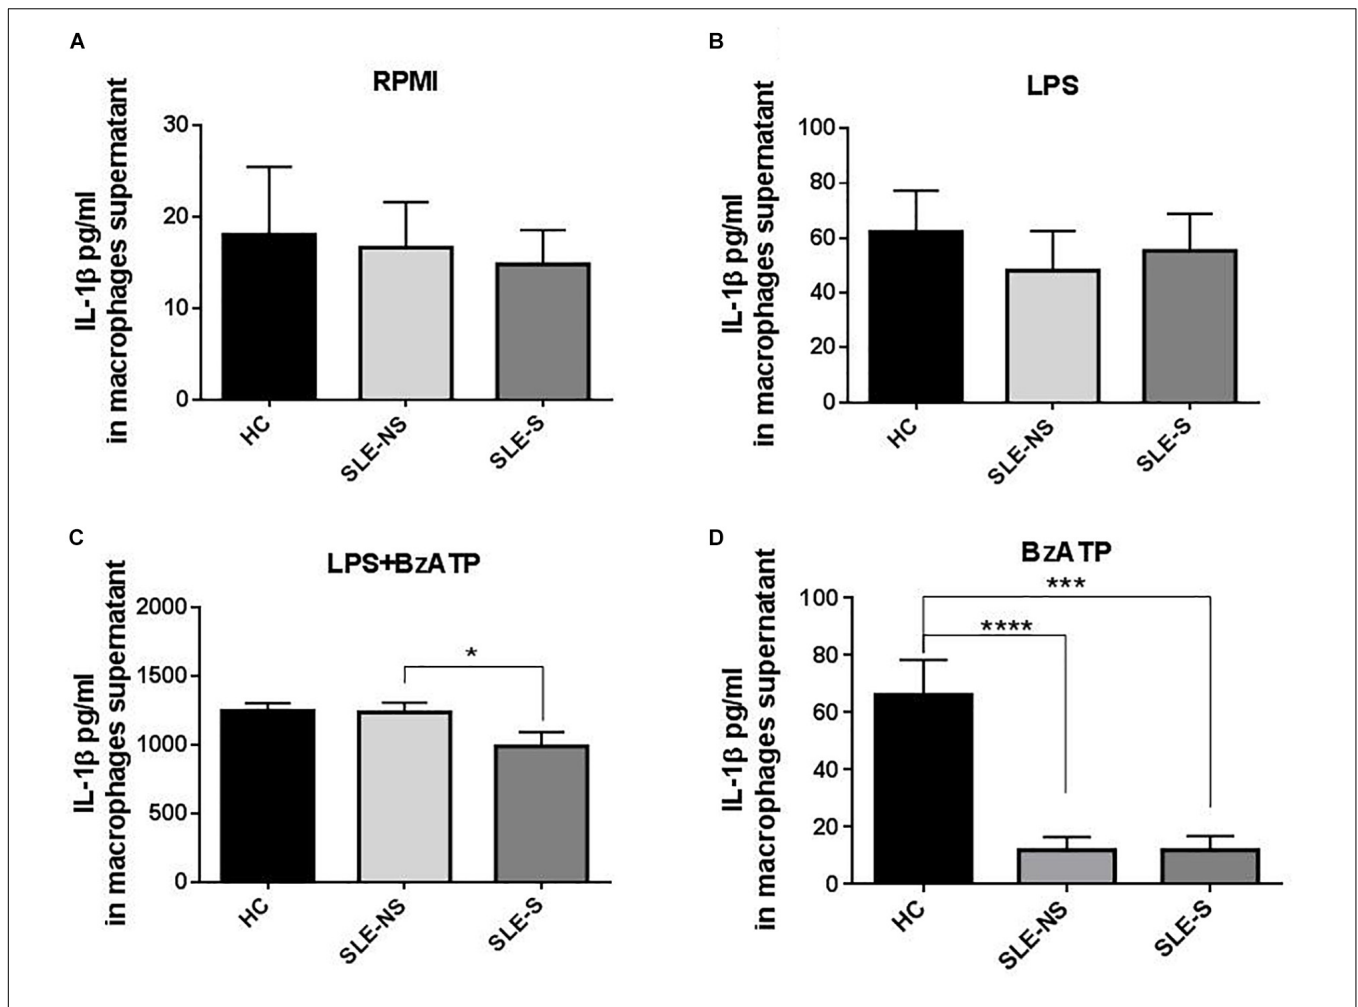 A
RPMI
IL-1β pg/ml
in macrophages supernatant
30
20
10
0
HC
SLE-NS
SLE-S
B
LPS
IL-1β pg/ml
in macrophages supernatant
100
80
60
40
20
0
HC
SLE-NS
SLE-S
C
LPS+BzATP
IL-1β pg/ml
in macrophages supernatant
2000
1500
1000
500
0
*
HC
SLE-NS
SLE-S
D
BzATP
IL-1β pg/ml
in macrophages supernatant
100
80
60
40
20
0
***
****
HC
SLE-NS
SLE-S